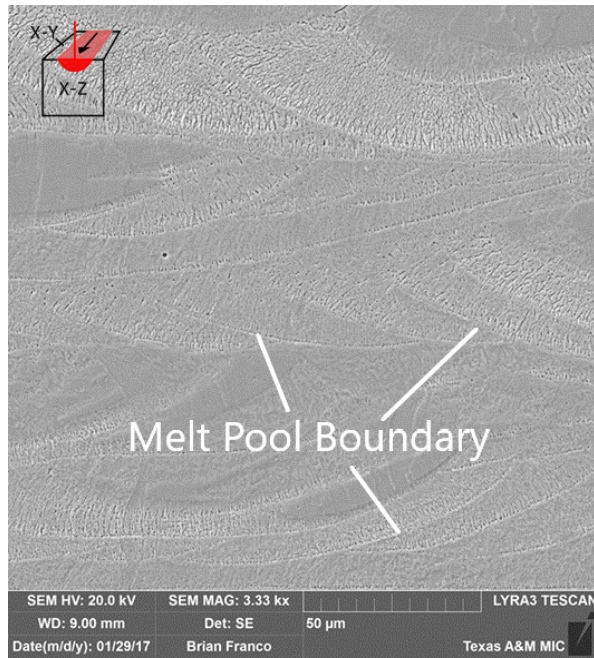 X-Y
X-Z
Melt Pool Boundary
SEM HV: 20.0 kV SEM MAG: 3.33 kx LYRA3 TESCAN
WD: 9.00 mm Det: SE 50 µm
Date(m/d/y): 01/29/17 Brian Franco Texas A&M MIC